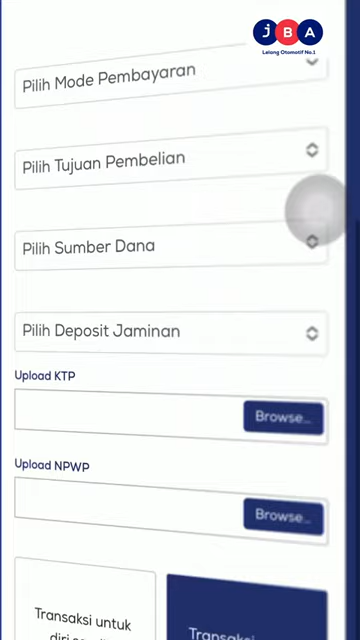 JBA
Lelang Otomotif No.1
Pilih Mode Pembayaran
Pilih Tujuan Pembelian
Pilih Sumber Dana
Pilih Deposit Jaminan
Upload KTP
Browse...
Upload NPWP
Browse...
Transaksi untuk